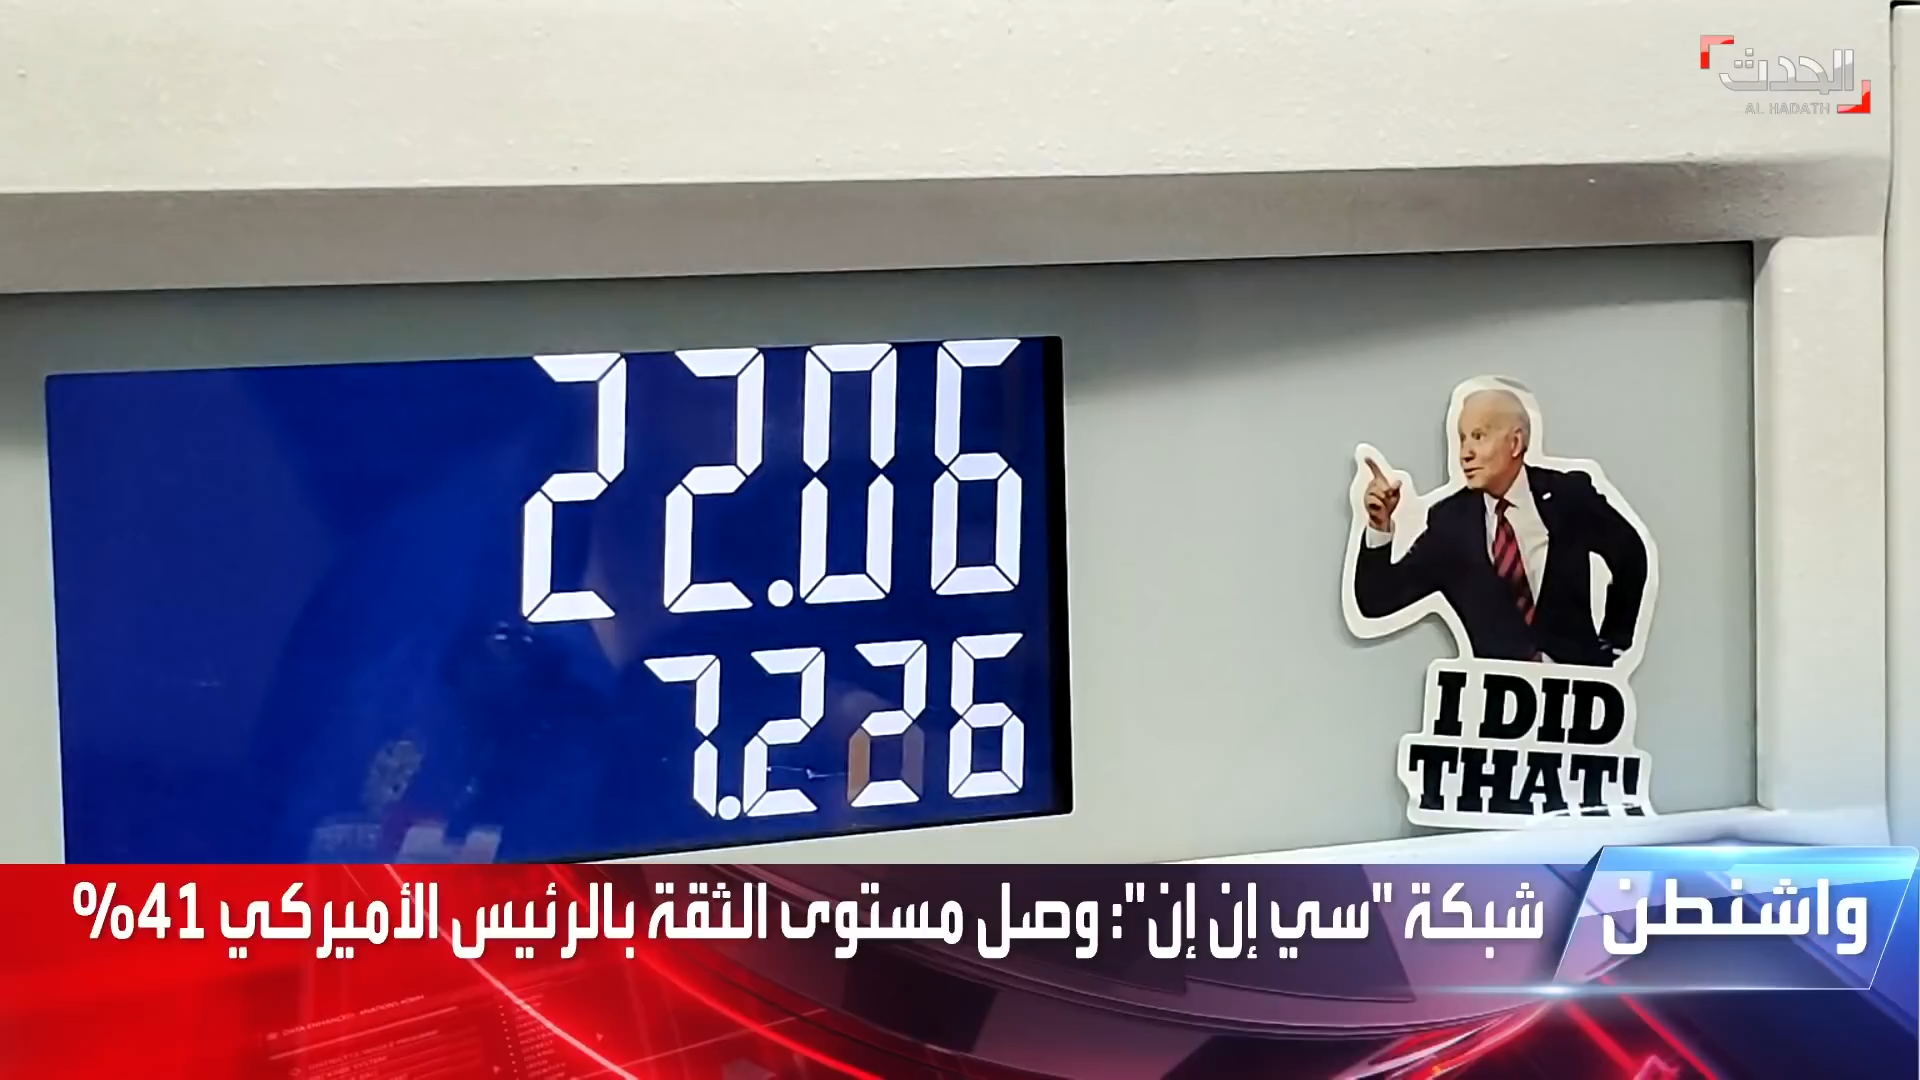 الحدث
AL HADATH
22.06
7.226
I DID
THAT!
واشنطن
شبكة "سي إن إن": وصل مستوى الثقة بالرئيس الأميركي 41%